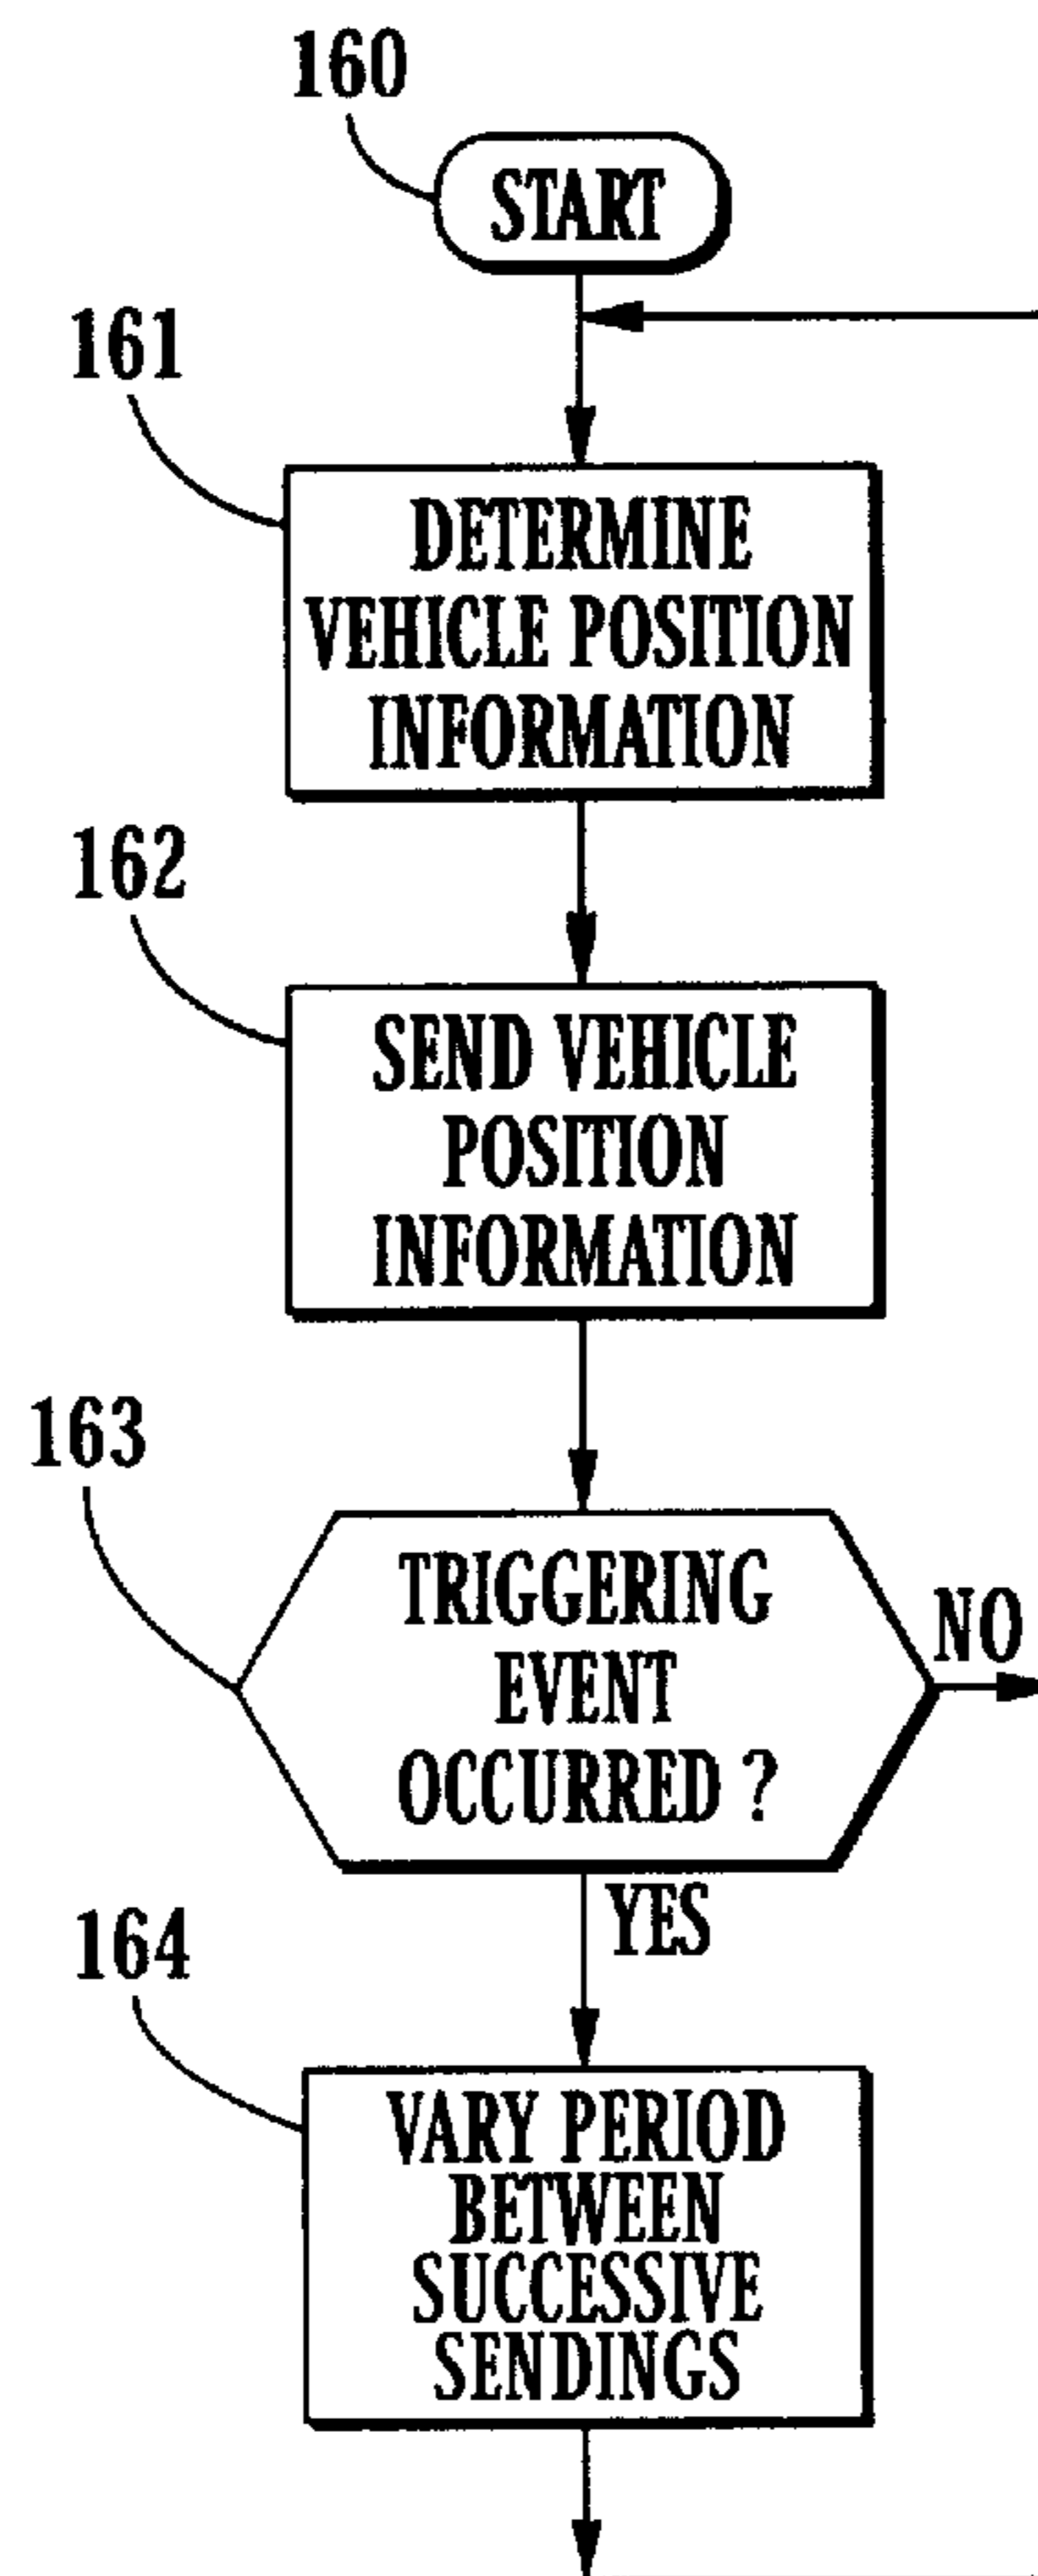 160
START
161
DETERMINE
VEHICLE POSITION
INFORMATION
162
SEND VEHICLE
POSITION
INFORMATION
163
TRIGGERING
EVENT
OCCURRED ?
NO
YES
164
VARY PERIOD
BETWEEN
SUCCESSIVE
SENDINGS